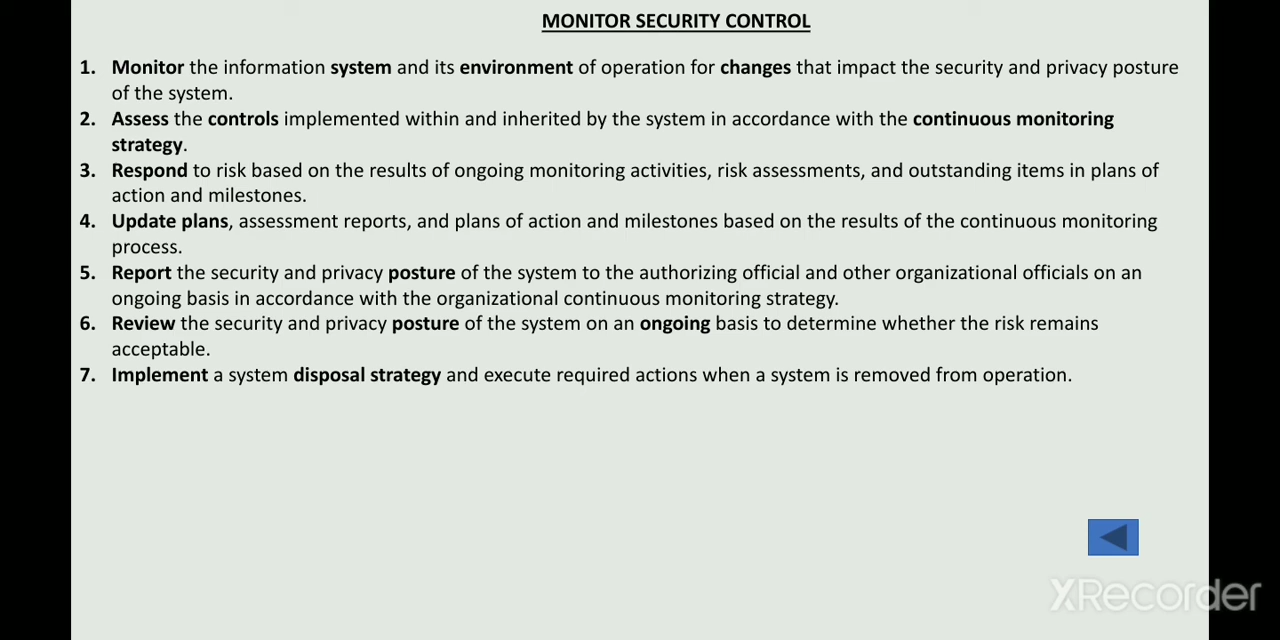 MONITOR SECURITY CONTROL
1. Monitor the information system and its environment of operation for changes that impact the security and privacy posture
of the system.
2. Assess the controls implemented within and inherited by the system in accordance with the continuous monitoring
strategy.
3. Respond to risk based on the results of ongoing monitoring activities, risk assessments, and outstanding items in plans of
action and milestones.
4. Update plans, assessment reports, and plans of action and milestones based on the results of the continuous monitoring
process.
5. Report the security and privacy posture of the system to the authorizing official and other organizational officials on an
ongoing basis in accordance with the organizational continuous monitoring strategy.
6. Review the security and privacy posture of the system on an ongoing basis to determine whether the risk remains
acceptable.
7. Implement a system disposal strategy and execute required actions when a system is removed from operation.
XRecorder